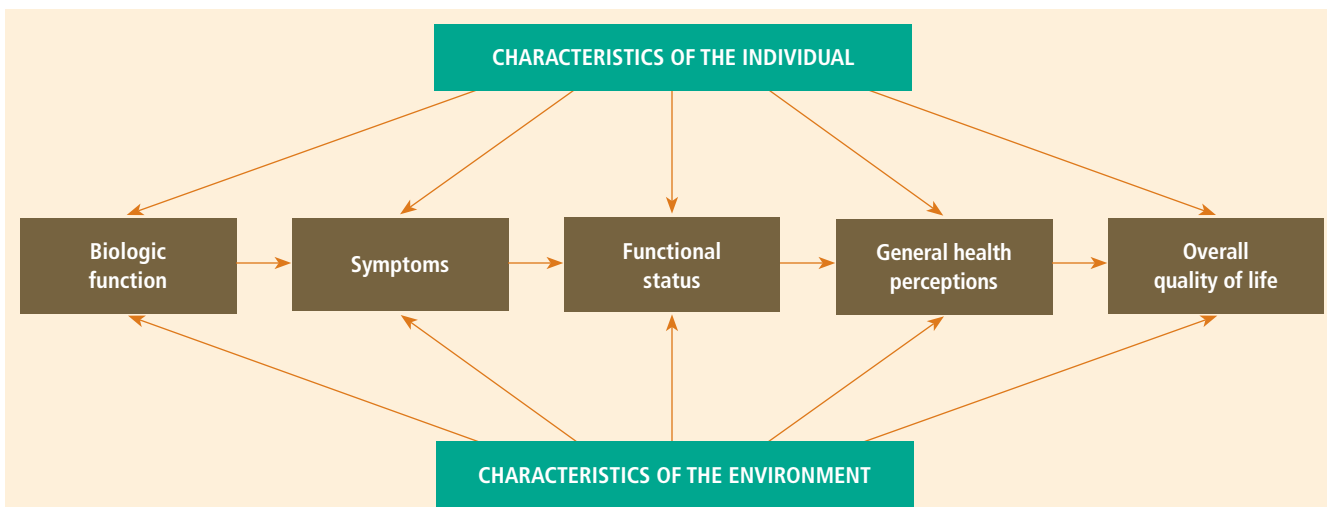 CHARACTERISTICS OF THE INDIVIDUAL
Biologic
function
Symptoms
Functional
status
General health
perceptions
Overall
quality of life
CHARACTERISTICS OF THE ENVIRONMENT